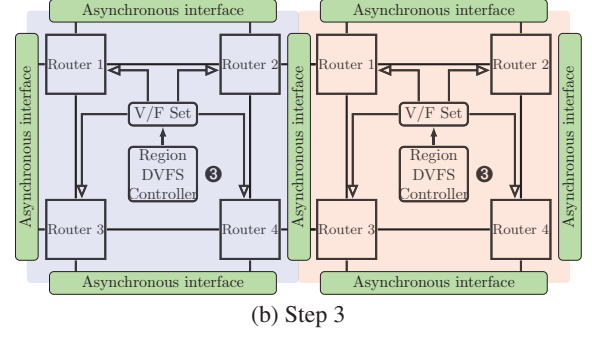 Asynchronous interface
Asynchronous interface
Asynchronous interface
Asynchronous interface
Asynchronous interface
Router 1
Router 2
Router 1
Router 2
V/F Set
V/F Set
Region
DVFS
Controller
❸
Region
DVFS
Controller
❸
Router 3
Router 4
Router 3
Router 4
Asynchronous interface
Asynchronous interface
(b) Step 3